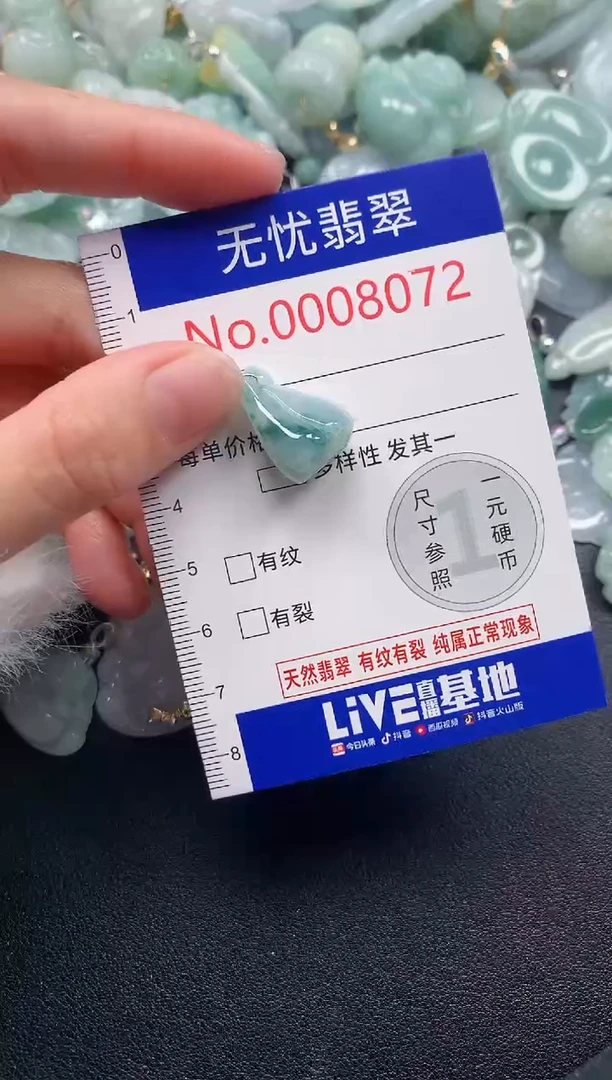 0
无忧翡翠
1
No.0008072
每单价格
多样性 发其一
4
尺寸参照
1
一元硬币
5
有纹
6
有裂
天然翡翠 有纹有裂 纯属正常现象
7
LiVE直播基地
8
今日头条 抖音 西瓜视频 抖音火山版